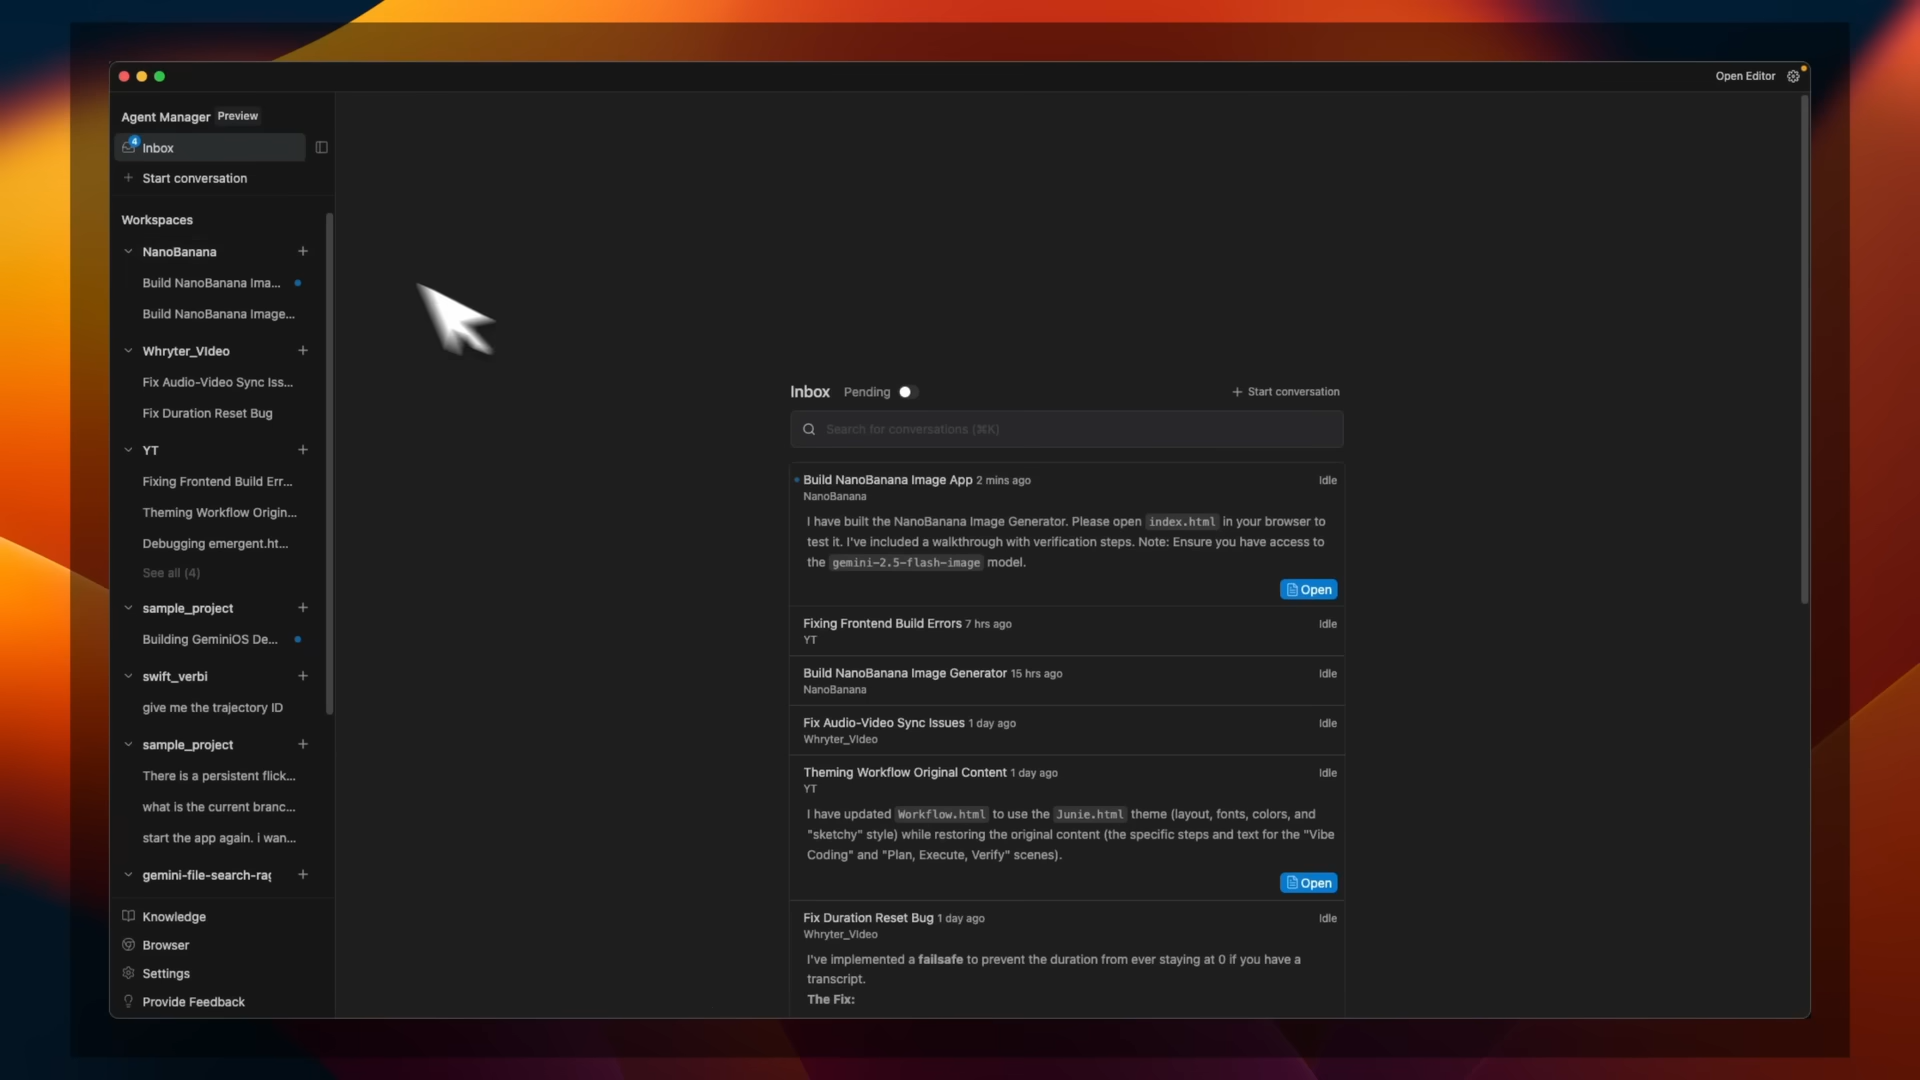 Open Editor
Agent Manager Preview
4
Inbox
Start conversation
Workspaces
NanoBanana
Build NanoBanana Ima...
Build NanoBanana Image...
Whryter_VIdeo
Fix Audio-Video Sync Iss...
Fix Duration Reset Bug
YT
Fixing Frontend Build Err...
Theming Workflow Origin...
Debugging emergent.ht...
See all (4)
sample_project
Building GeminiOS De...
swift_verbi
give me the trajectory ID
sample_project
There is a persistent flick...
what is the current branc...
start the app again. i wan...
gemini-file-search-rag
Knowledge
Browser
Settings
Provide Feedback
Inbox Pending
Start conversation
Search for conversations (⌘K)
Build NanoBanana Image App 2 mins ago Idle
NanoBanana
I have built the NanoBanana Image Generator. Please open index.html in your browser to
test it. I've included a walkthrough with verification steps. Note: Ensure you have access to
the gemini-2.5-flash-image model.
Open
Fixing Frontend Build Errors 7 hrs ago Idle
YT
Build NanoBanana Image Generator 15 hrs ago Idle
NanoBanana
Fix Audio-Video Sync Issues 1 day ago Idle
Whryter_VIdeo
Theming Workflow Original Content 1 day ago Idle
YT
I have updated Workflow.html to use the Junie.html theme (layout, fonts, colors, and
"sketchy" style) while restoring the original content (the specific steps and text for the "Vibe
Coding" and "Plan, Execute, Verify" scenes).
Open
Fix Duration Reset Bug 1 day ago Idle
Whryter_VIdeo
I've implemented a failsafe to prevent the duration from ever staying at 0 if you have a
transcript.
The Fix: